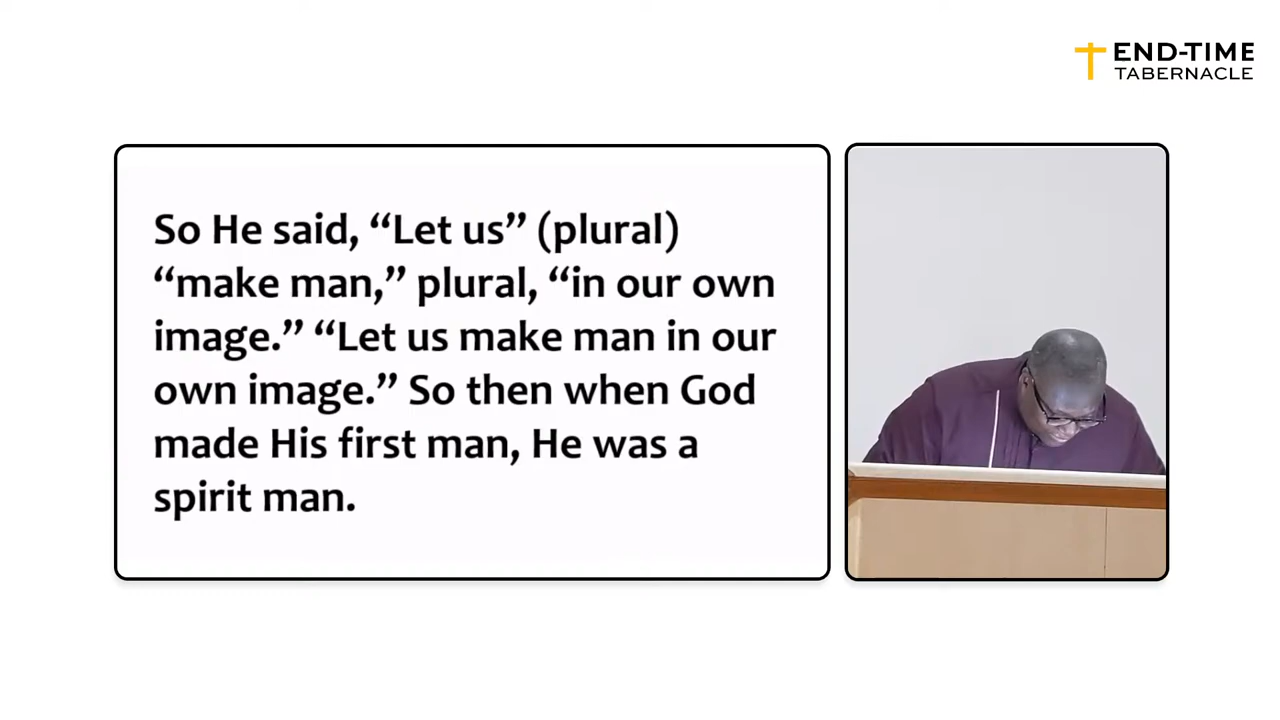 END-TIME
TABERNACLE
So He said, “Let us” (plural)
“make man,” plural, “in our own
image.” “Let us make man in our
own image.” So then when God
made His first man, He was a
spirit man.